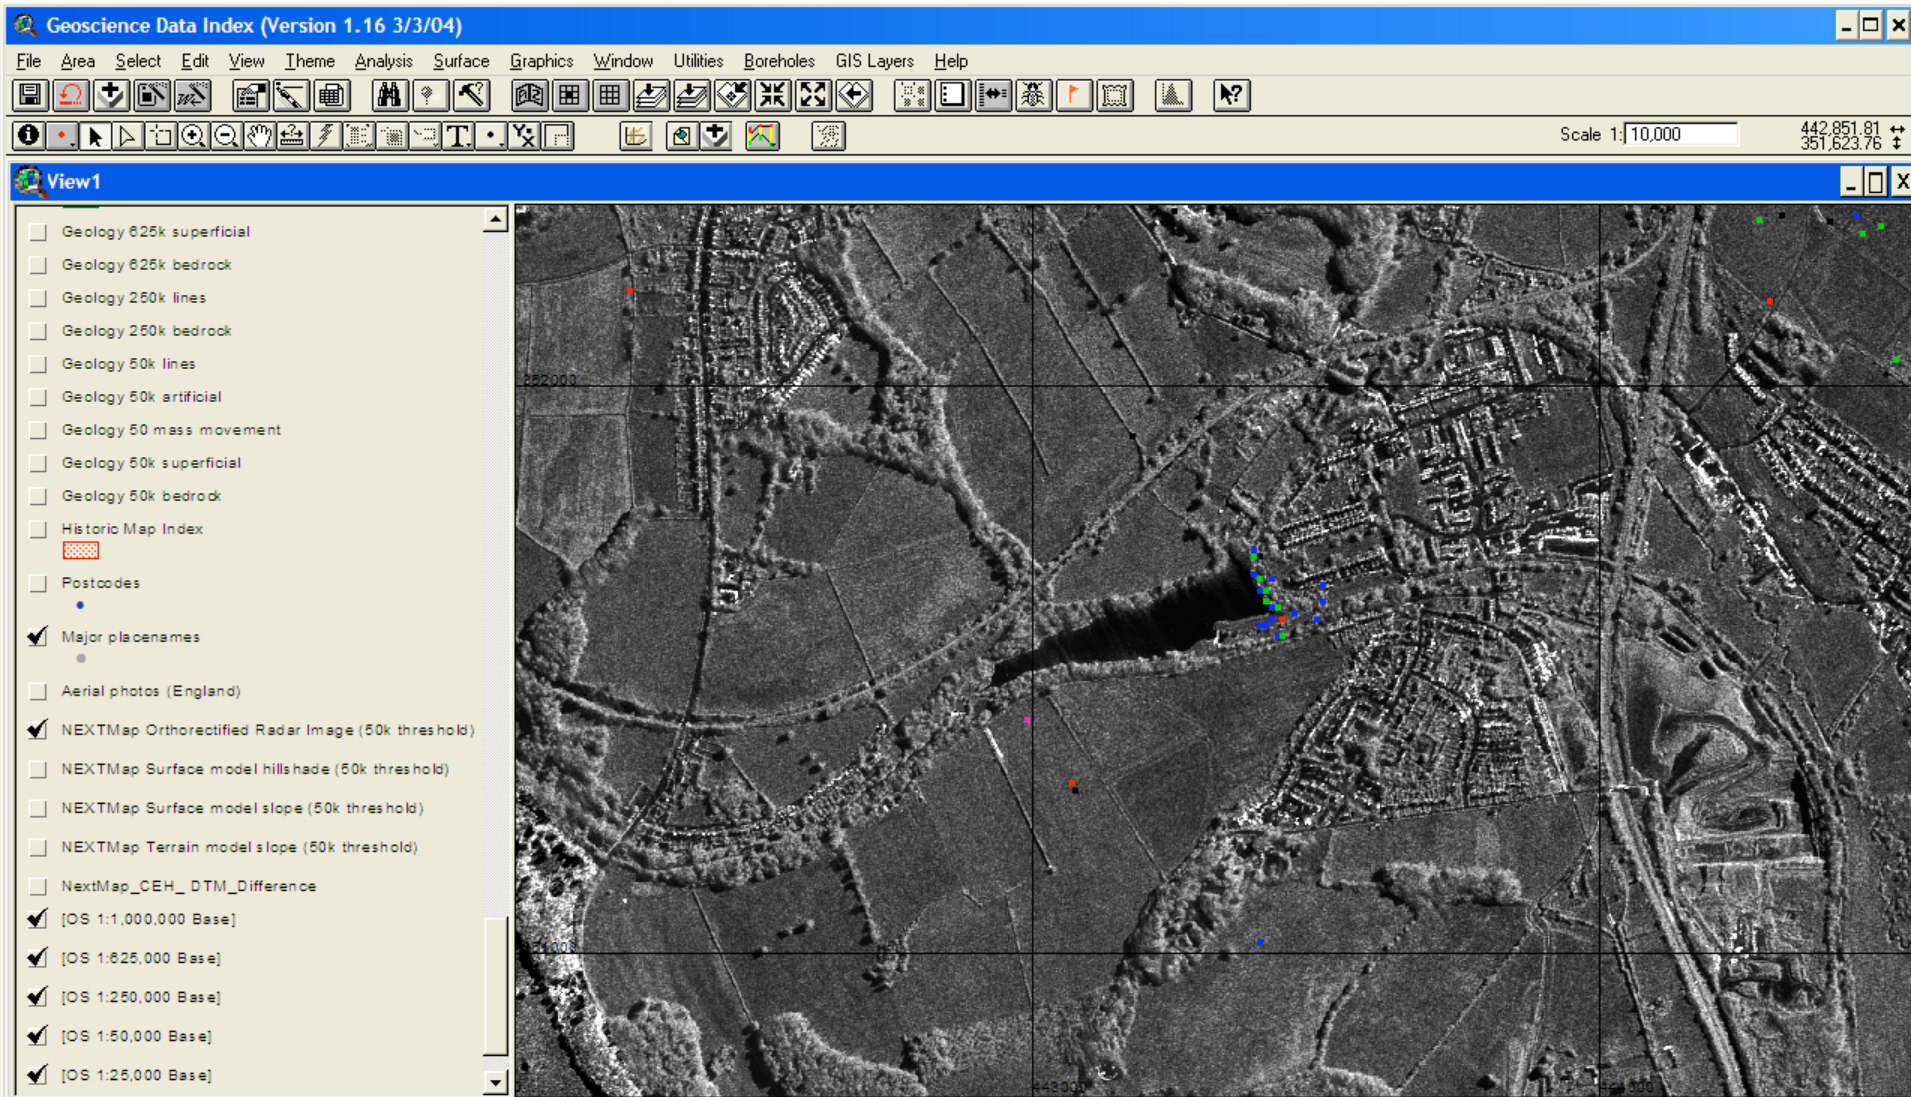 Geoscience Data Index (Version 1.16 3/3/04)
File Area Select Edit View Theme Analysis Surface Graphics Window Utilities Boreholes GIS Layers Help
Scale 1: 10,000
442,851.81
351,623.76
View1
Geology 625k superficial
Geology 625k bedrock
Geology 250k lines
Geology 250k bedrock
Geology 50k lines
Geology 50k artificial
Geology 50 mass movement
Geology 50k superficial
Geology 50k bedrock
Historic Map Index
Postcodes
Major placenames
Aerial photos (England)
NEXTMap Orthorectified Radar Image (50k threshold)
NEXTMap Surface model hillshade (50k threshold)
NEXTMap Surface model slope (50k threshold)
NEXTMap Terrain model slope (50k threshold)
NextMap_CEH_ DTM_Difference
[OS 1:1,000,000 Base]
[OS 1:625,000 Base]
[OS 1:250,000 Base]
[OS 1:50,000 Base]
[OS 1:25,000 Base]
352000
443000